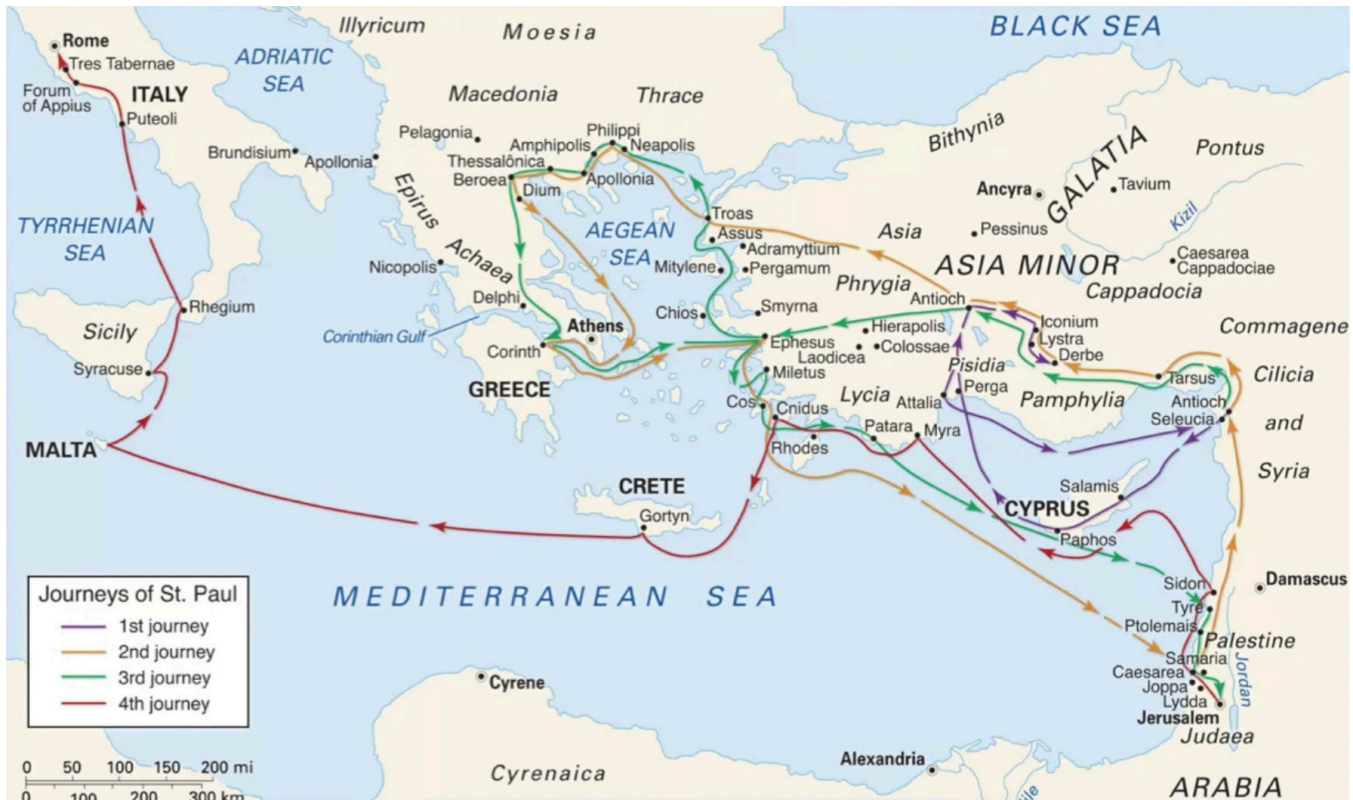 Illyricum
Moesia
BLACK SEA
Rome
Tres Tabernae
ADRIATIC
SEA
Forum
of Appius
ITALY
Puteoli
Macedonia
Thrace
Bithynia
GALATIA
Pontus
Pelagonia
Philippi
Amphipolis
Neapolis
Brundisium
Apollonia
Thessalônica
Beroea
Apollonia
Dium
Ancyra
Tavium
Kizil
Epirus
TYRRHENIAN
SEA
AEGEAN
SEA
Troas
Assus
Adramyttium
Asia
Pessinus
Achaea
Nicopolis
Mitylene
Pergamum
ASIA MINOR
Caesarea
Cappadociae
Phrygia
Cappadocia
Delphi
Rhegium
Antioch
Sicily
Corinthian Gulf
Athens
Chios
Smyrna
Iconium
Commagene
Hierapolis
Lystra
Corinth
Ephesus
Laodicea
Colossae
Derbe
Syracuse
GREECE
Miletus
Pisidia
Tarsus
Cilicia
Lycia
Perga
Pamphylia
Cos
Cnidus
Attalia
Antioch
Seleucia
and
MALTA
Patara
Myra
Rhodes
Syria
CRETE
Salamis
CYPRUS
Gortyn
Paphos
MEDITERRANEAN SEA
Sidon
Damascus
Tyre
Ptolemais
Palestine
Samaria
Caesarea
Jordan
Joppa
Lydda
Jerusalem
Judaea
Journeys of St. Paul
1st journey
2nd journey
3rd journey
4th journey
Cyrene
Alexandria
Cyrenaica
ARABIA
0 50 100 150 200 mi
0 100 200 300 km